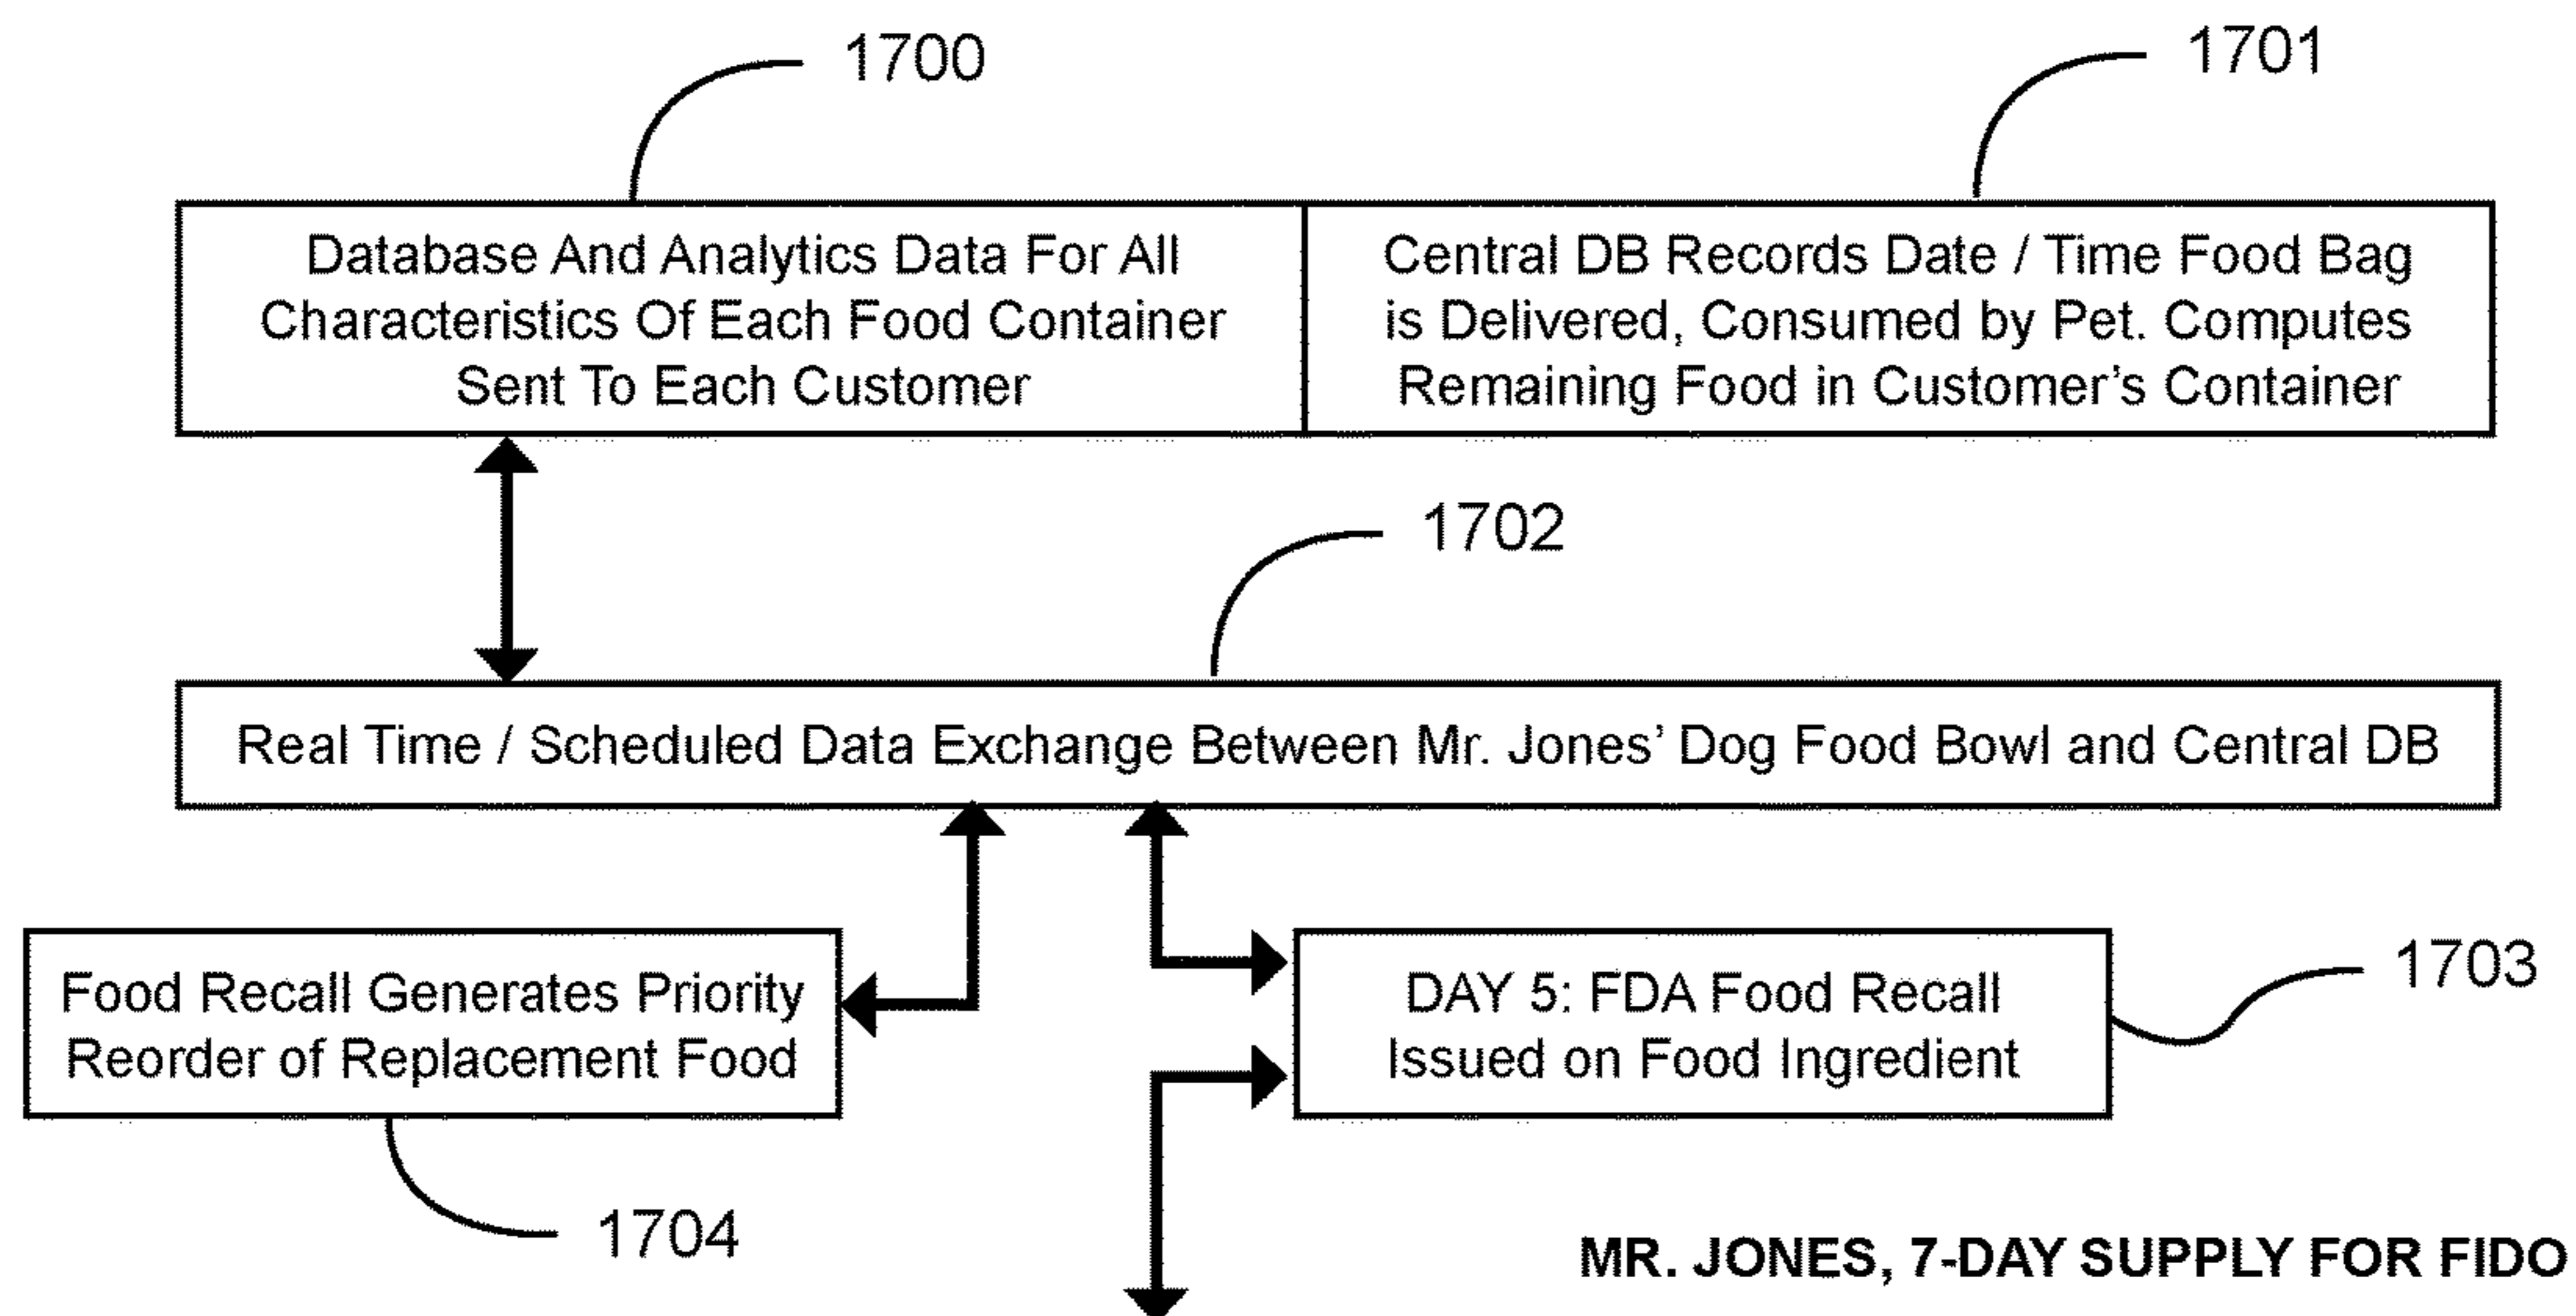 1700
1701
Database And Analytics Data For All
Characteristics Of Each Food Container
Sent To Each Customer
Central DB Records Date / Time Food Bag
is Delivered, Consumed by Pet. Computes
Remaining Food in Customer's Container
1702
Real Time / Scheduled Data Exchange Between Mr. Jones' Dog Food Bowl and Central DB
Food Recall Generates Priority
Reorder of Replacement Food
DAY 5: FDA Food Recall
Issued on Food Ingredient
1703
1704
MR. JONES, 7-DAY SUPPLY FOR FIDO